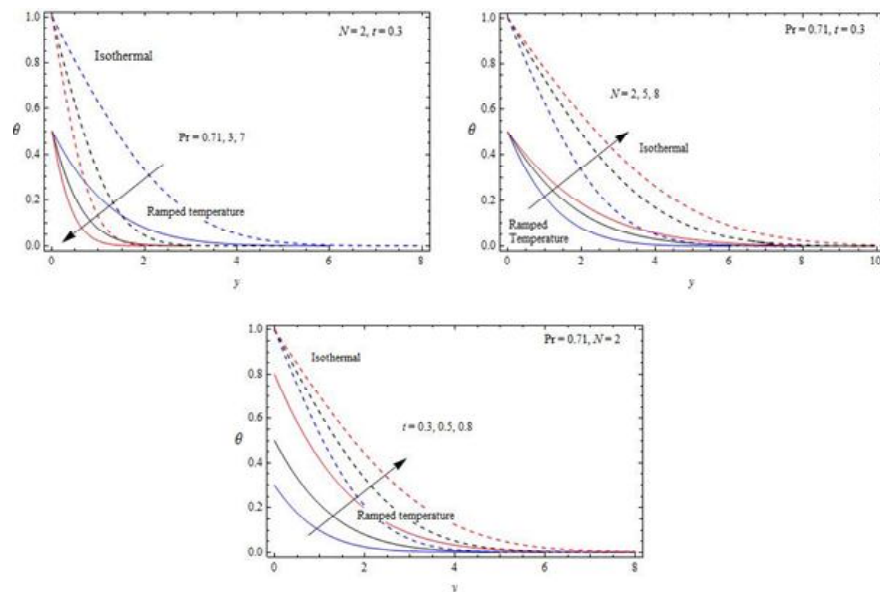 N = 2, t = 0.3
Isothermal
Pr = 0.71, 3, 7
Ramped temperature
θ
1.0
0.8
0.6
0.4
0.2
0.0
0 2 4 6 8
y
Pr = 0.71, t = 0.3
N = 2, 5, 8
Isothermal
Ramped
Temperature
θ
1.0
0.8
0.6
0.4
0.2
0.0
0 2 4 6 8 10
y
Pr = 0.71, N = 2
Isothermal
t = 0.3, 0.5, 0.8
Ramped temperature
θ
1.0
0.8
0.6
0.4
0.2
0.0
0 2 4 6 8
y